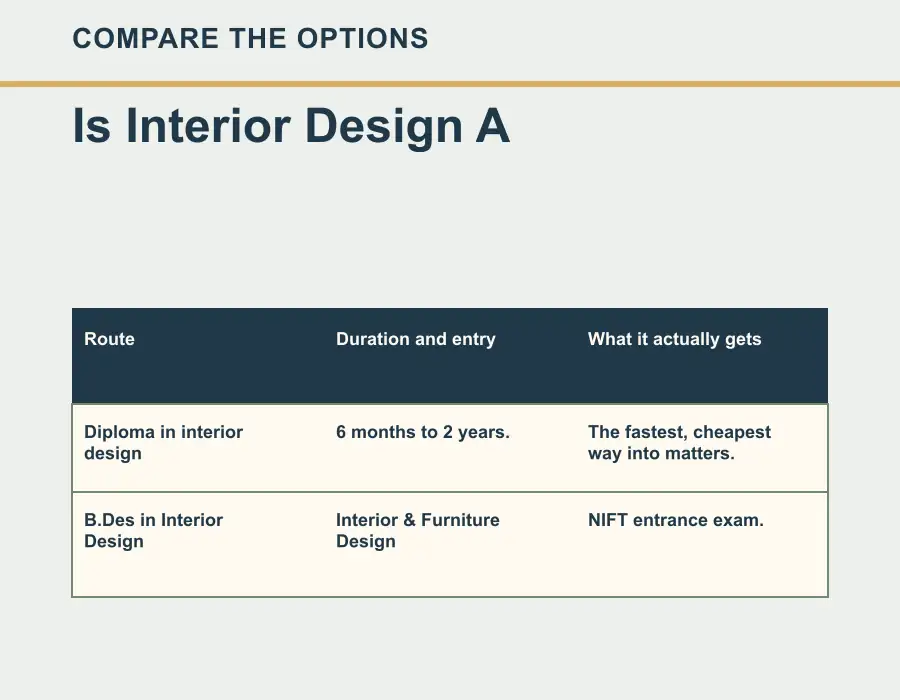 COMPARE THE OPTIONS
Is Interior Design A
Route
Duration and entry
What it actually gets
Diploma in interior
design
6 months to 2 years.
The fastest, cheapest
way into matters.
B.Des in Interior
Design
Interior & Furniture
Design
NIFT entrance exam.